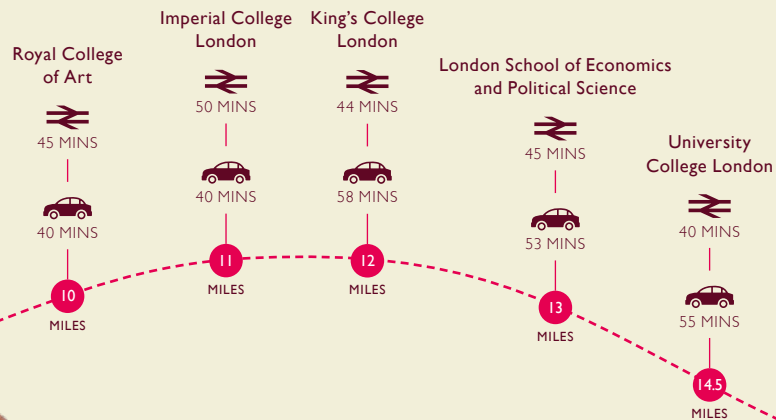 Royal College
of Art
45 MINS
40 MINS
10
MILES
Imperial College
London
50 MINS
40 MINS
11
MILES
King's College
London
44 MINS
58 MINS
12
MILES
London School of Economics
and Political Science
45 MINS
53 MINS
13
MILES
University
College London
40 MINS
55 MINS
14.5
MILES